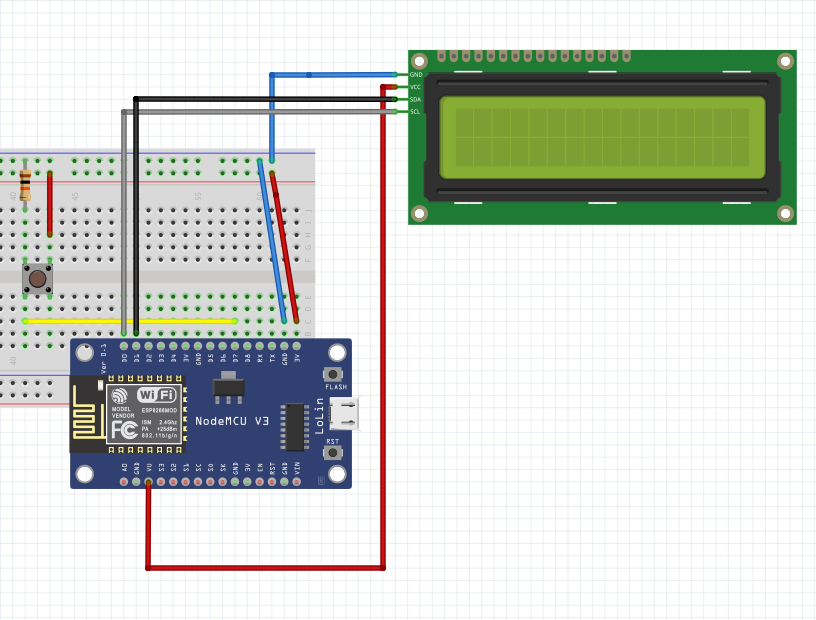 GND
VCC
SDA
SCL
45
55
60
J
I
H
G
F
E
D
C
B
40
40
Ver 0.1
D0 D1 D2 D3 D4 3V GND D5 D6 D7 D8 RX TX GND 3V
FLASH
WiFi
MODEL ESP8266MOD
VENDOR
ISM 2.4GHz
PA +25dBm
802.11b/g/n
FC
NodeMCU V3
LoLin
RST
A0 GND VU S3 S2 S1 SC S0 SK GND 3V EN RST GND VIN